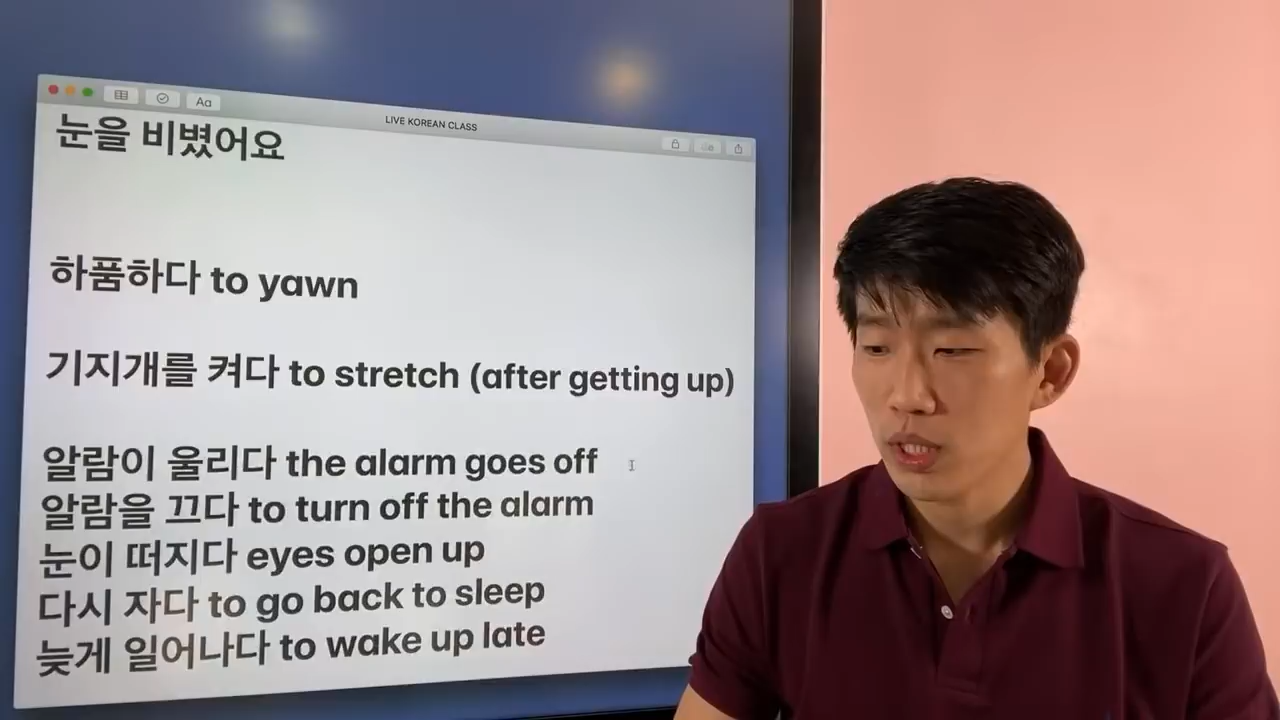 Aa
LIVE KOREAN CLASS
눈을 비볐어요
하품하다 to yawn
기지개를 켜다 to stretch (after getting up)
알람이 울리다 the alarm goes off
알람을 끄다 to turn off the alarm
눈이 떠지다 eyes open up
다시 자다 to go back to sleep
늦게 일어나다 to wake up late